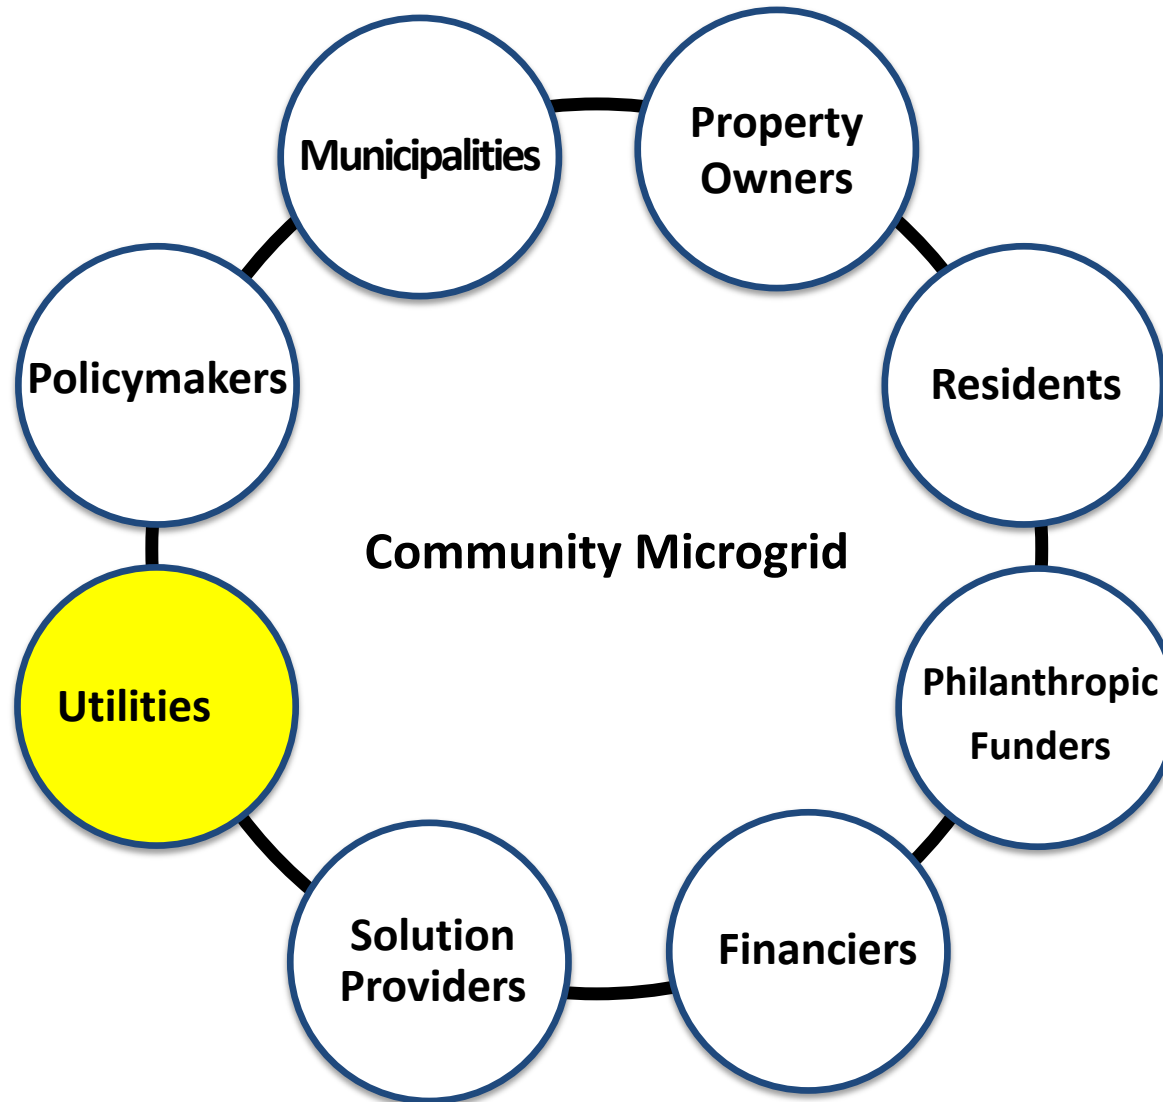 Municipalities
Property
Owners
Policymakers
Residents
Community Microgrid
Utilities
Philanthropic
Funders
Solution
Providers
Financiers